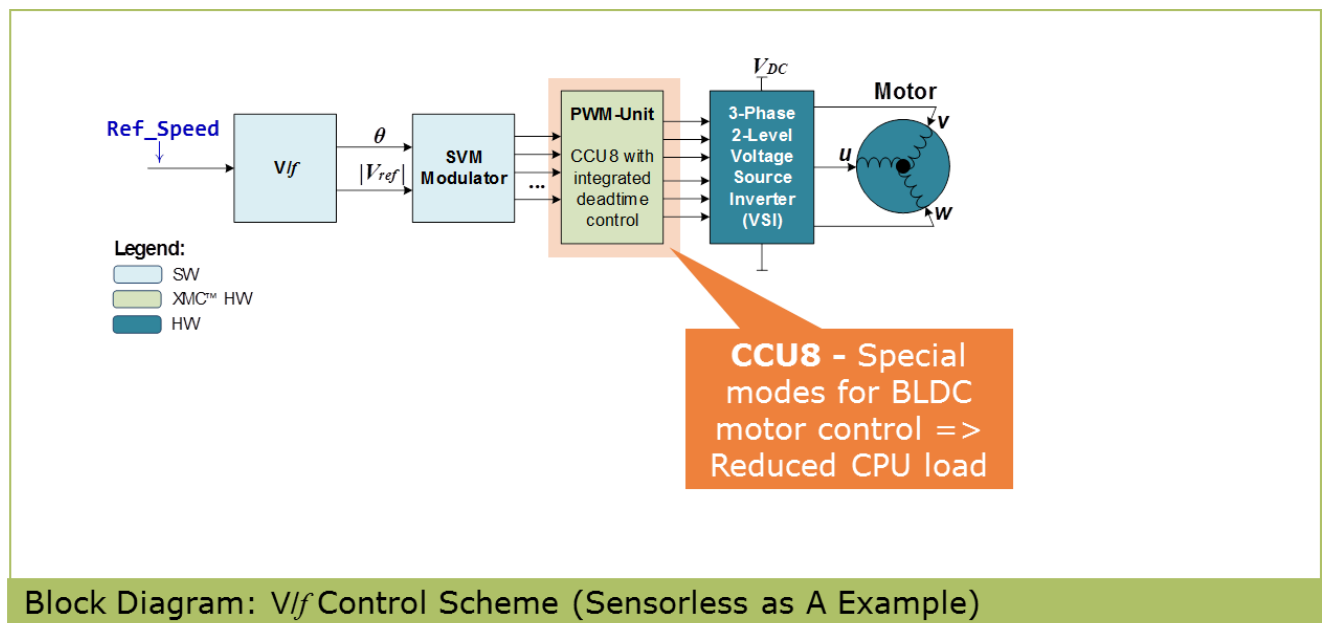 Ref_Speed
V/f
θ
|Vref|
SVM
Modulator
...
PWM-Unit
CCU8 with
integrated
deadtime
control
VDC
3-Phase
2-Level
Voltage
Source
Inverter
(VSI)
Motor
v
u
w
Legend:
SW
XMC™ HW
HW
CCU8 - Special
modes for BLDC
motor control =>
Reduced CPU load
Block Diagram: V/f Control Scheme (Sensorless as A Example)